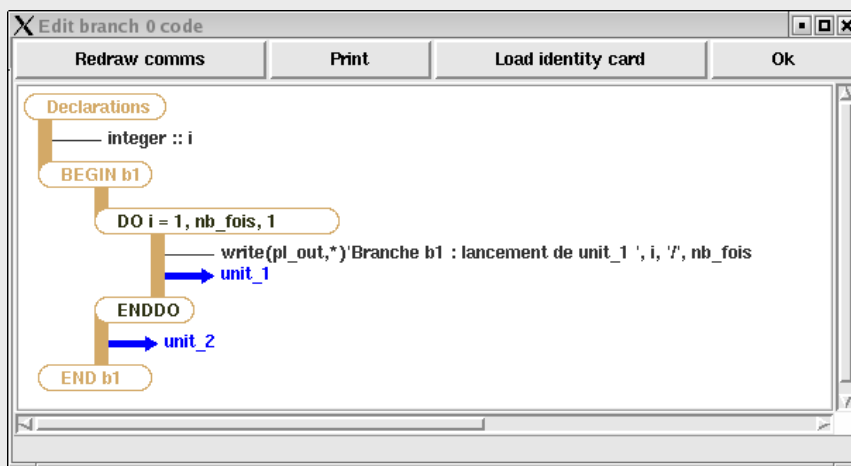 Edit branch 0 code
Redraw comms Print Load identity card Ok
Declarations
integer :: i
BEGIN b1
DO i = 1, nb_fois, 1
write(pl_out,*)'Branche b1 : lancement de unit_1 ', i, '/', nb_fois
unit_1
ENDDO
unit_2
END b1